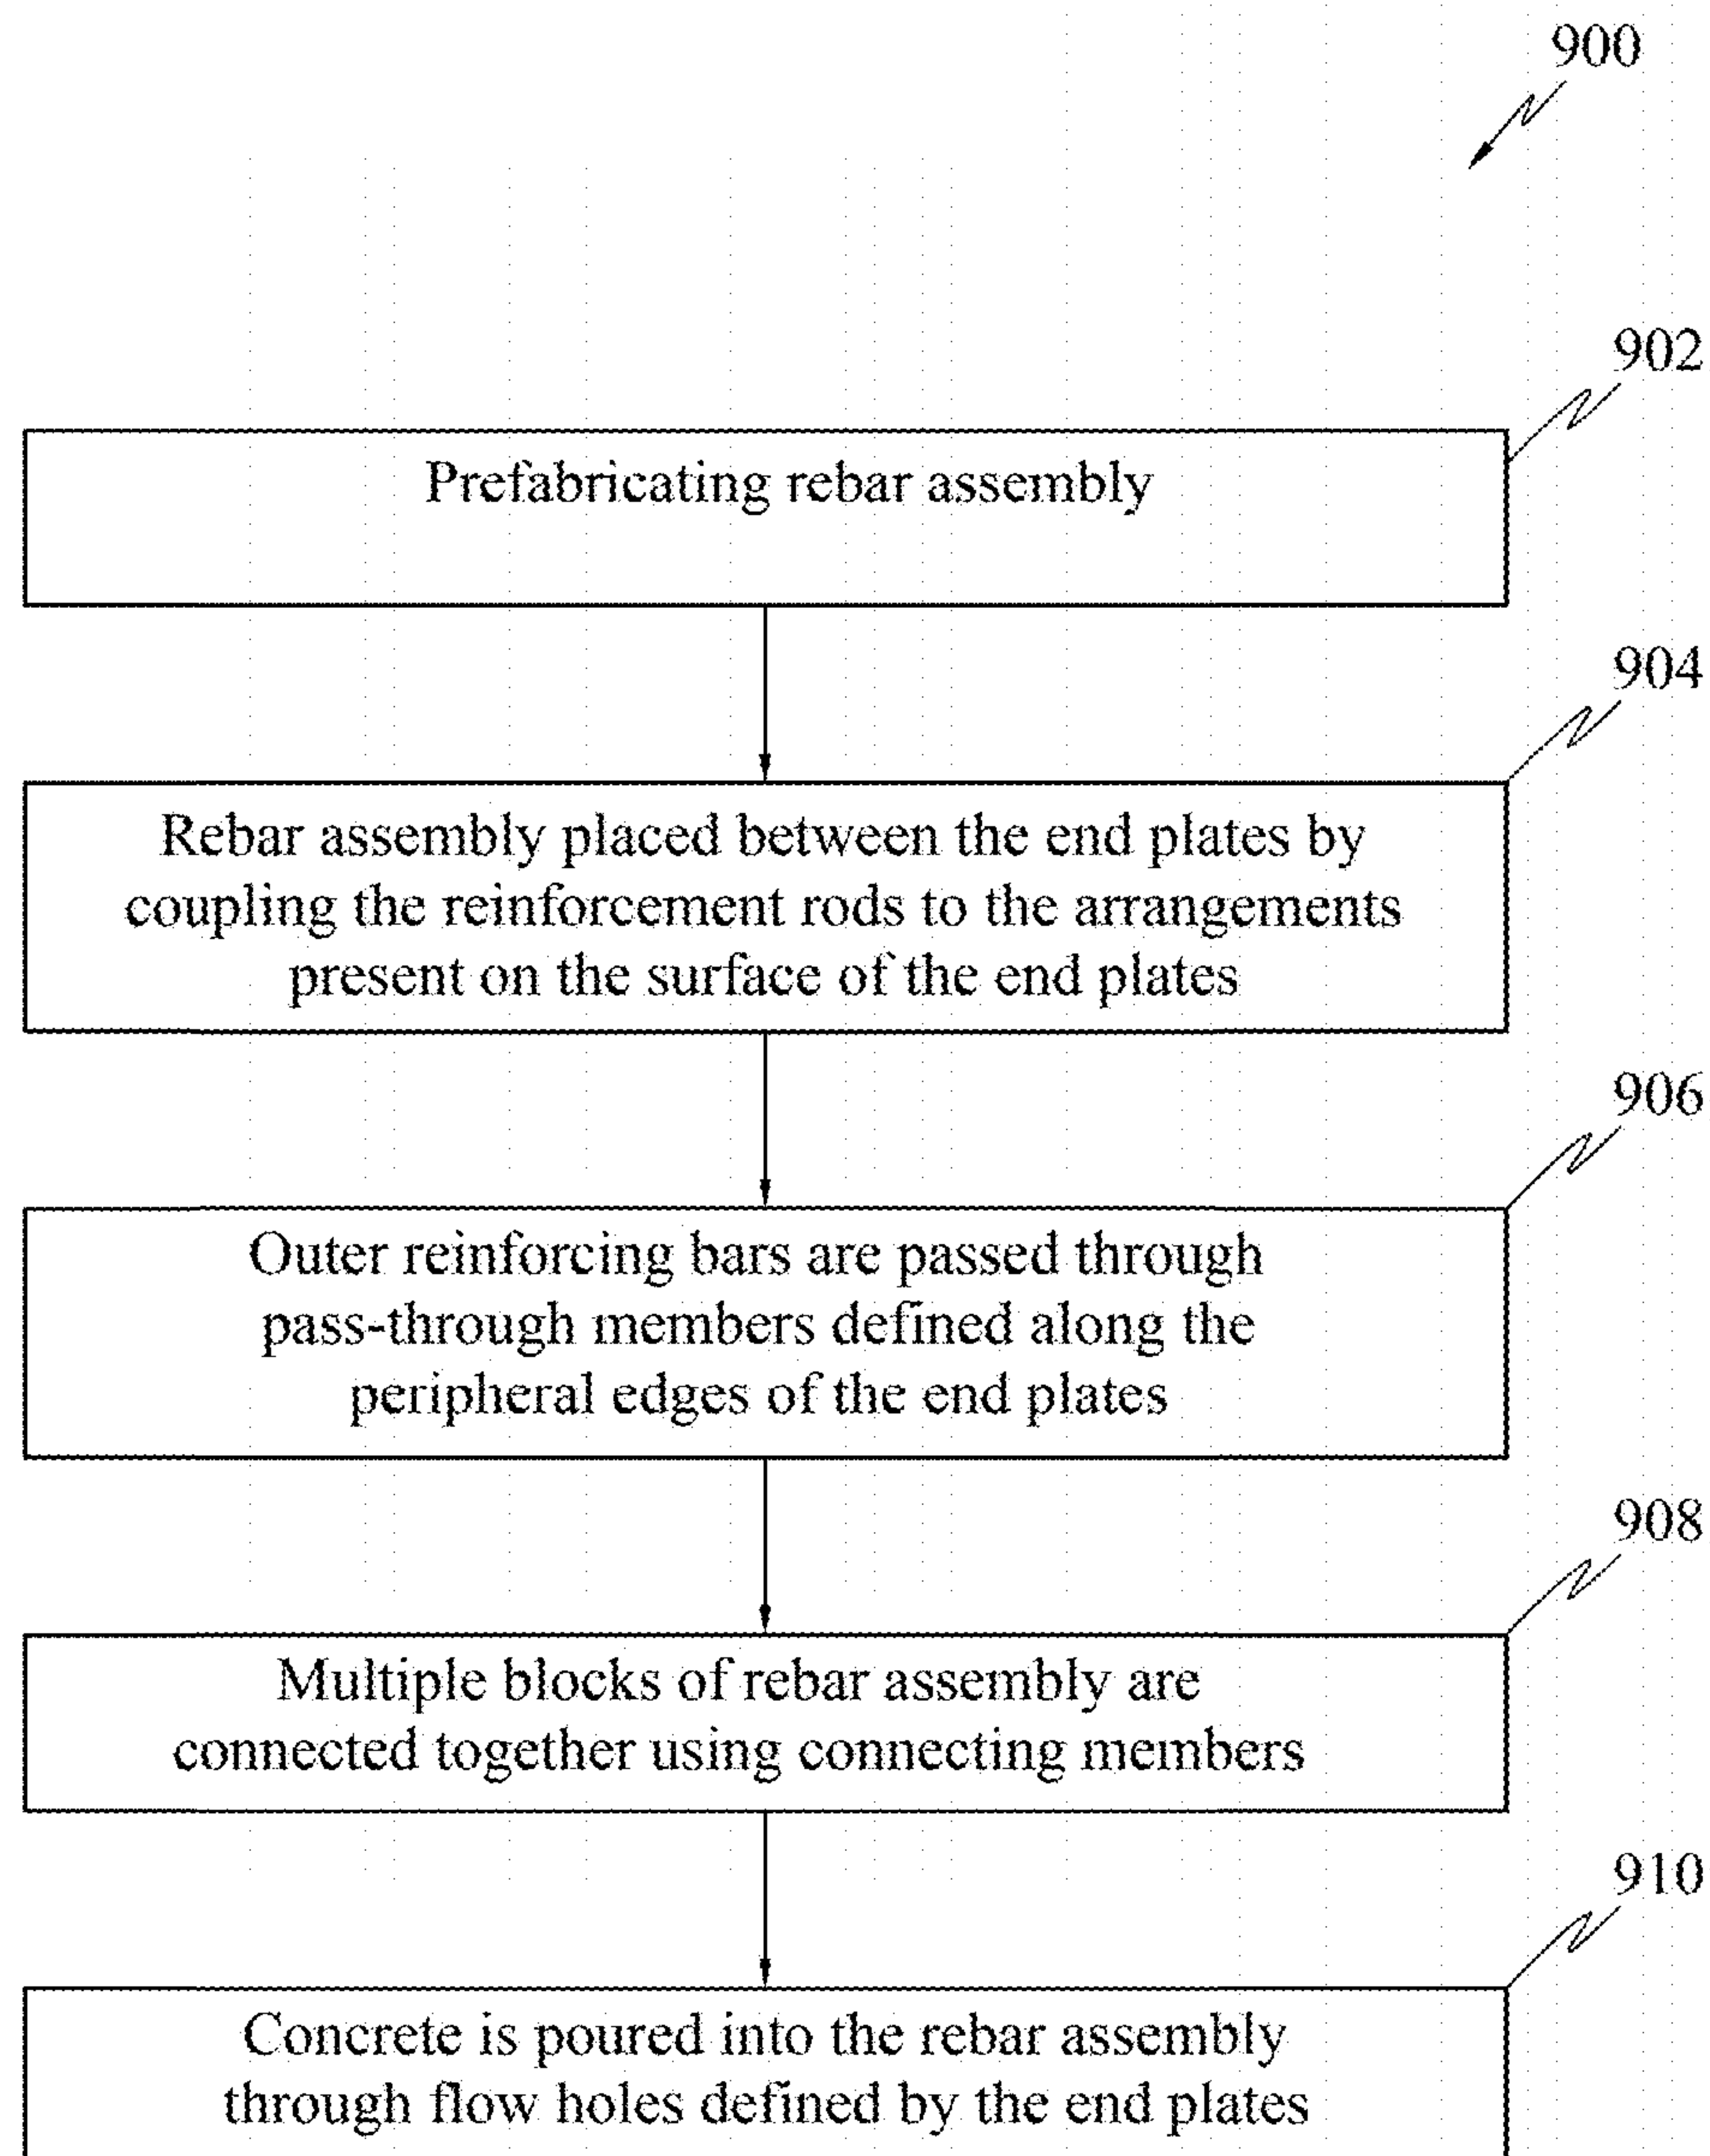 900
902
Prefabricating rebar assembly
904
Rebar assembly placed between the end plates by
coupling the reinforcement rods to the arrangements
present on the surface of the end plates
906
Outer reinforcing bars are passed through
pass-through members defined along the
peripheral edges of the end plates
908
Multiple blocks of rebar assembly are
connected together using connecting members
910
Concrete is poured into the rebar assembly
through flow holes defined by the end plates